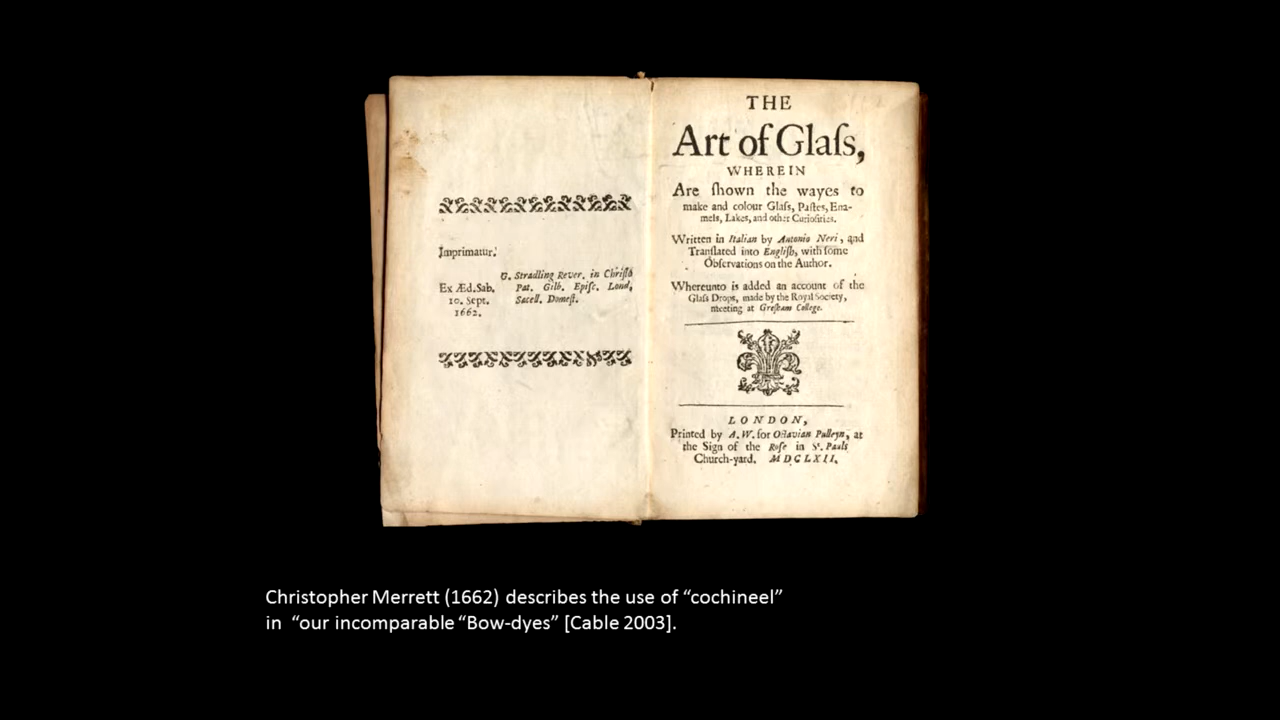 Imprimatur.
G. Stradling Rever. in Christo
Ex Æd.Sab. Pat. Gilb. Episc. Lond,
10. Sept. Sacell. Domest.
1662.
THE
Art of Glaſs,
WHEREIN
Are ſhown the wayes to
make and colour Glaſs, Paſtes, Ena-
mels, Lakes, and other Curioſities.
Written in Italian by Antonio Neri, and
Tranſlated into Engliſh, with ſome
Obſervations on the Author.
Whereunto is added an account of the
Glaſs Drops, made by the Royal Society,
meeting at Greſham College.
LONDON,
Printed by A. W. for Octavian Pulleyn, at
the Sign of the Roſe in St. Pauls
Church-yard. MDCLXII.
Christopher Merrett (1662) describes the use of “cochineel”
in “our incomparable “Bow-dyes” [Cable 2003].